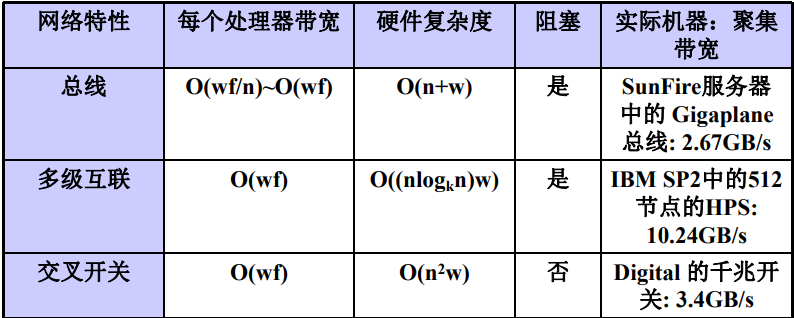 网络特性 每个处理器带宽 硬件复杂度 阻塞 实际机器：聚集
带宽
总线 O(wf/n)~O(wf) O(n+w) 是 SunFire服务器
中的 Gigaplane
总线: 2.67GB/s
多级互联 O(wf) O((nlogₖn)w) 是 IBM SP2中的512
节点的HPS:
10.24GB/s
交叉开关 O(wf) O(n²w) 否 Digital 的千兆开
关: 3.4GB/s